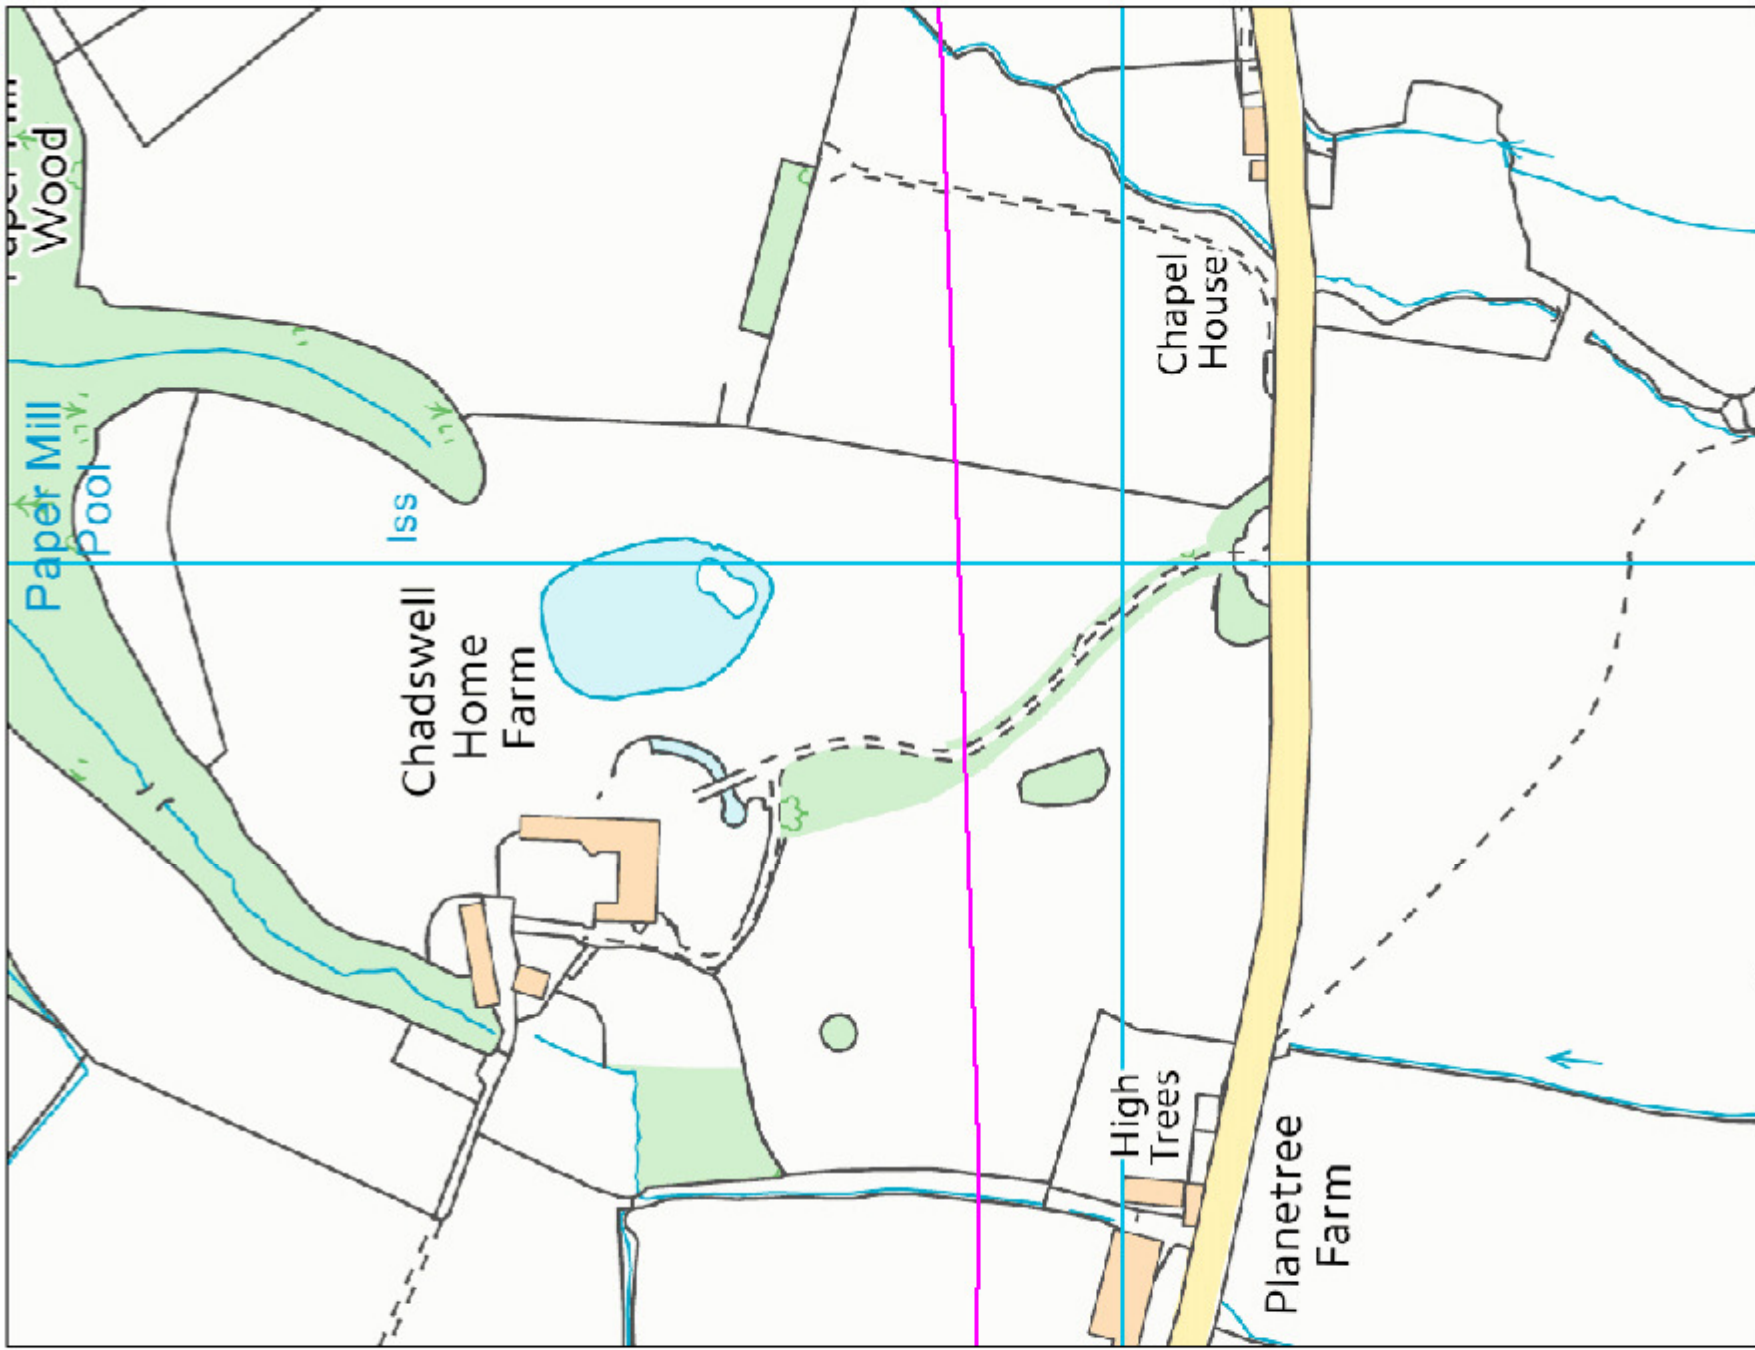 Wood
Paper Mill
Pool
Iss
Chadswell
Home
Farm
Chapel
House
High
Trees
Planetree
Farm